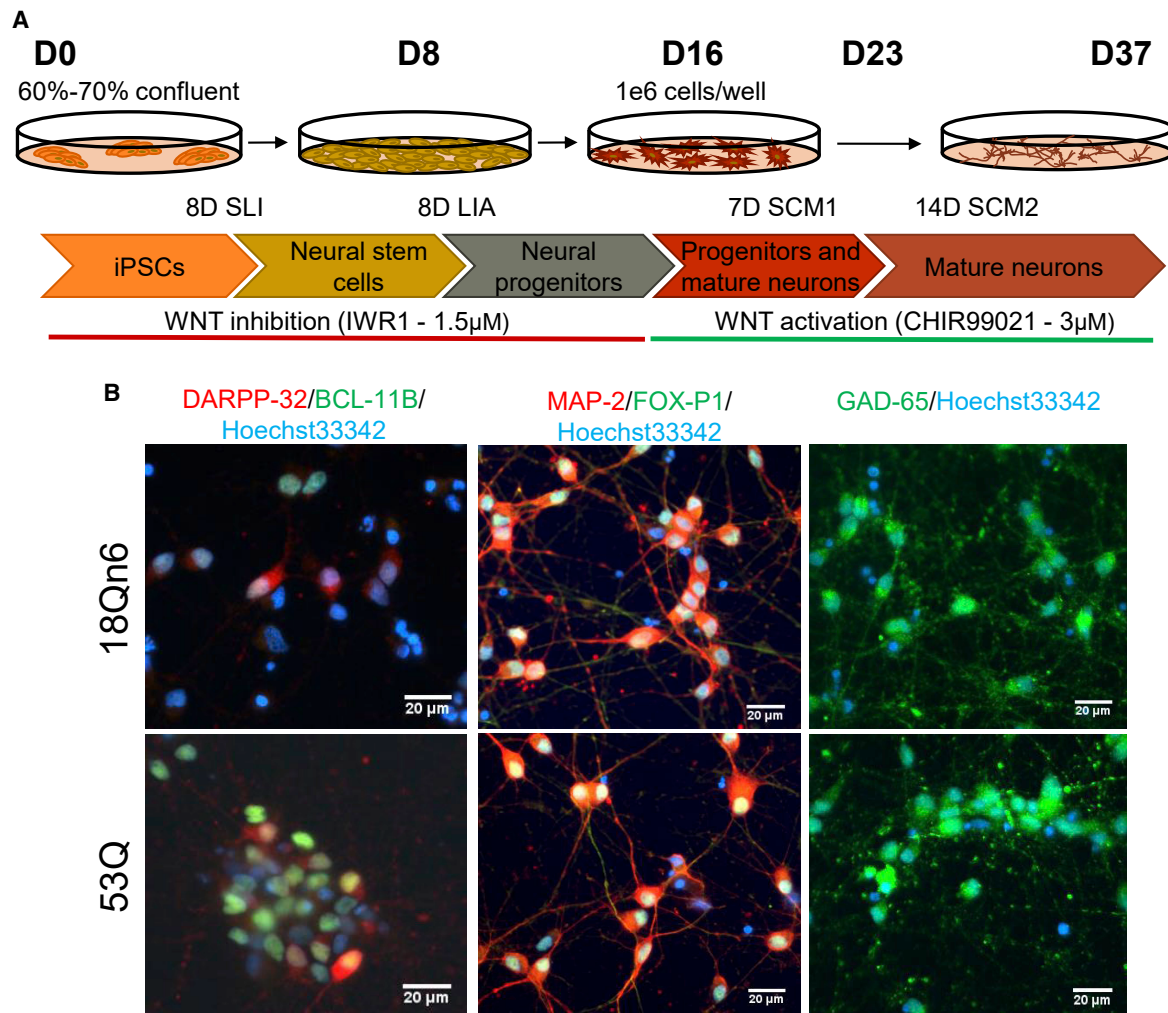 A
D0 D8 D16 D23 D37
60%-70% confluent 1e6 cells/well
8D SLI 8D LIA 7D SCM1 14D SCM2
iPSCs
Neural stem
cells
Neural
progenitors
Progenitors and
mature neurons
Mature neurons
WNT inhibition (IWR1 - 1.5µM) WNT activation (CHIR99021 - 3µM)
B
DARPP-32/BCL-11B/
Hoechst33342
MAP-2/FOX-P1/
Hoechst33342
GAD-65/Hoechst33342
18Qn6
20 µm
20 µm
20 µm
53Q
20 µm
20 µm
20 µm